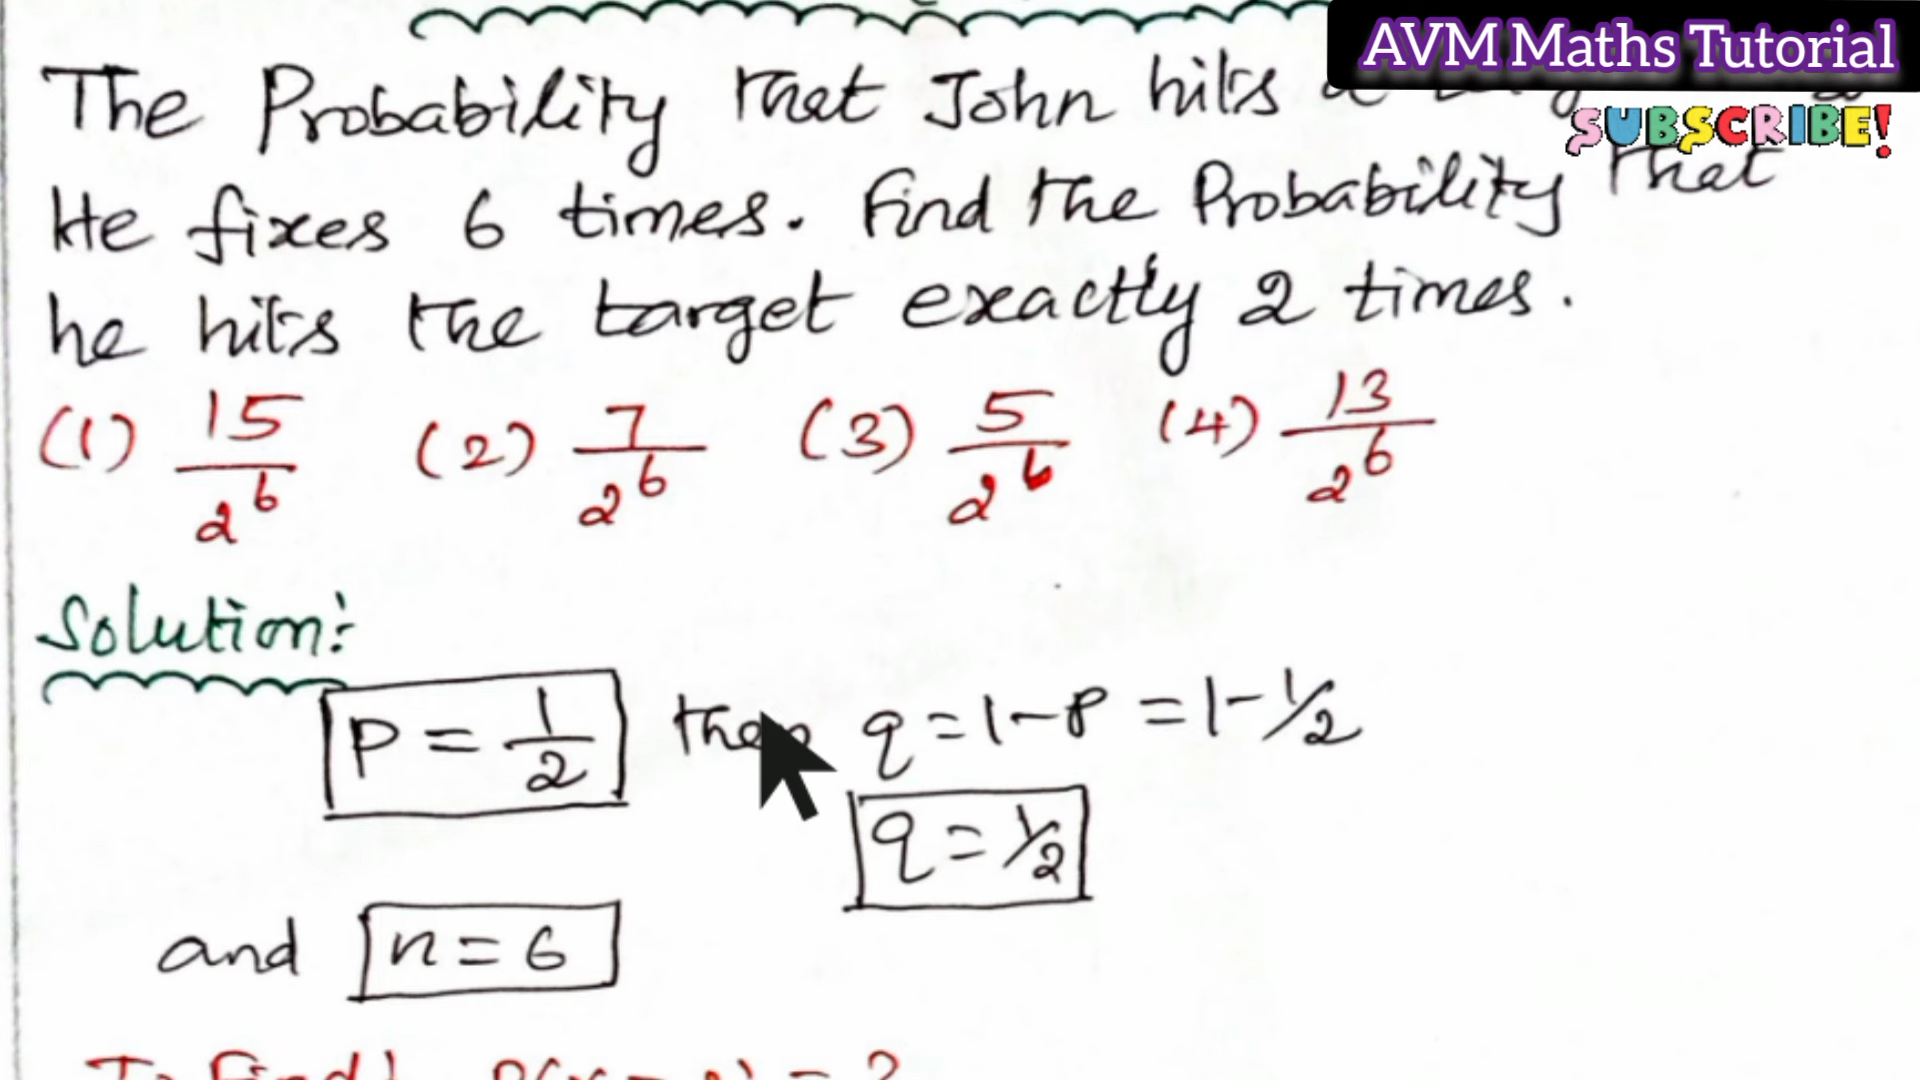 AVM Maths Tutorial
SUBSCRIBE!
The Probability that John hits a
He fixes 6 times. Find the Probability that
he hits the target exactly 2 times.
(1) 15/2^6 (2) 7/2^6 (3) 5/2^6 (4) 13/2^6
Solution:
P = 1/2 then q = 1-P = 1-1/2
q = 1/2
and n = 6
To Find: